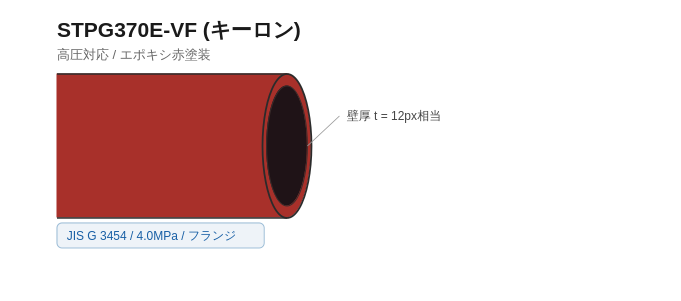 STPG370E-VF (キーロン)
高圧対応 / エポキシ赤塗装
壁厚 t = 12px相当
JIS G 3454 / 4.0MPa / フランジ